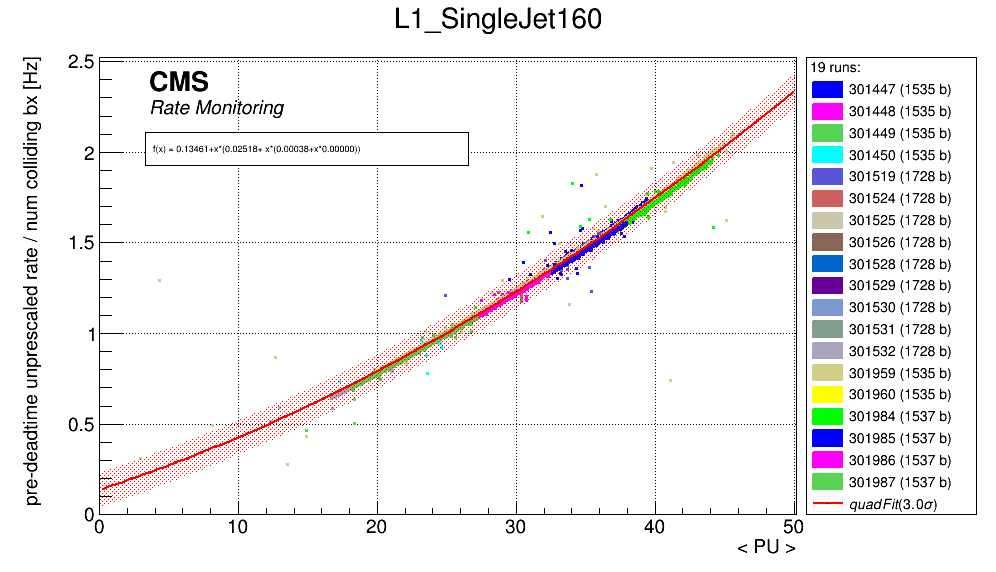 L1_SingleJet160
pre-deadtime unprescaled rate / num colliding bx [Hz]
2.5
2
1.5
1
0.5
0
CMS
Rate Monitoring
f(x) = 0.13461+x*(0.02518+ x*(0.00038+x*0.00000))
0 10 20 30 40 50
< PU >
19 runs:
301447 (1535 b)
301448 (1535 b)
301449 (1535 b)
301450 (1535 b)
301519 (1728 b)
301524 (1728 b)
301525 (1728 b)
301526 (1728 b)
301528 (1728 b)
301529 (1728 b)
301530 (1728 b)
301531 (1728 b)
301532 (1728 b)
301959 (1535 b)
301960 (1535 b)
301984 (1537 b)
301985 (1537 b)
301986 (1537 b)
301987 (1537 b)
quadFit(3.0σ)